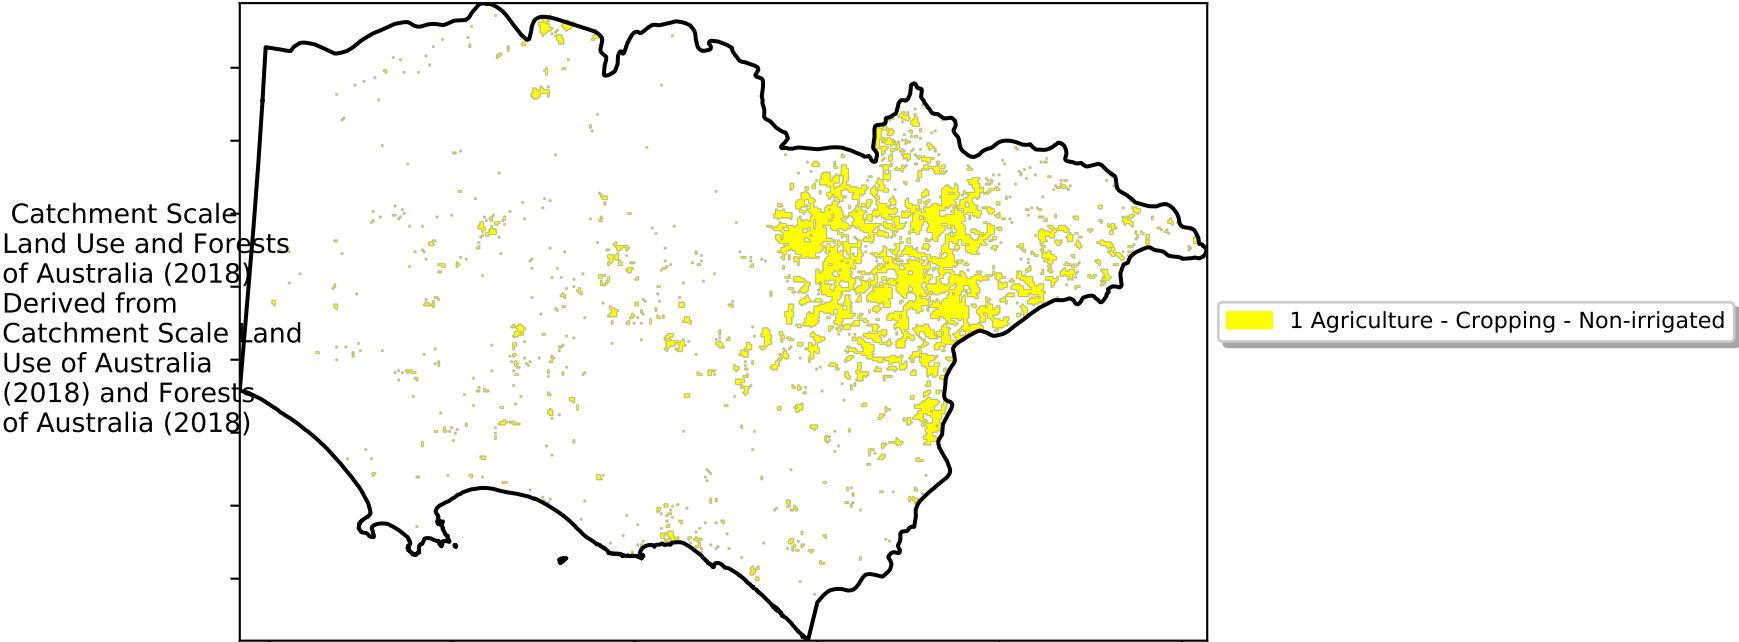 Catchment Scale
Land Use and Forests
of Australia (2018)
Derived from
Catchment Scale Land
Use of Australia
(2018) and Forests
of Australia (2018)
1 Agriculture - Cropping - Non-irrigated